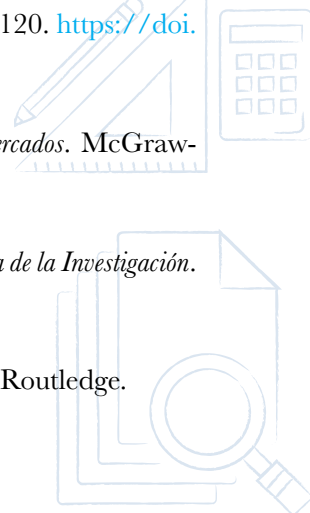 120. https://doi.
ercados. McGraw-
a de la Investigación.
Routledge.